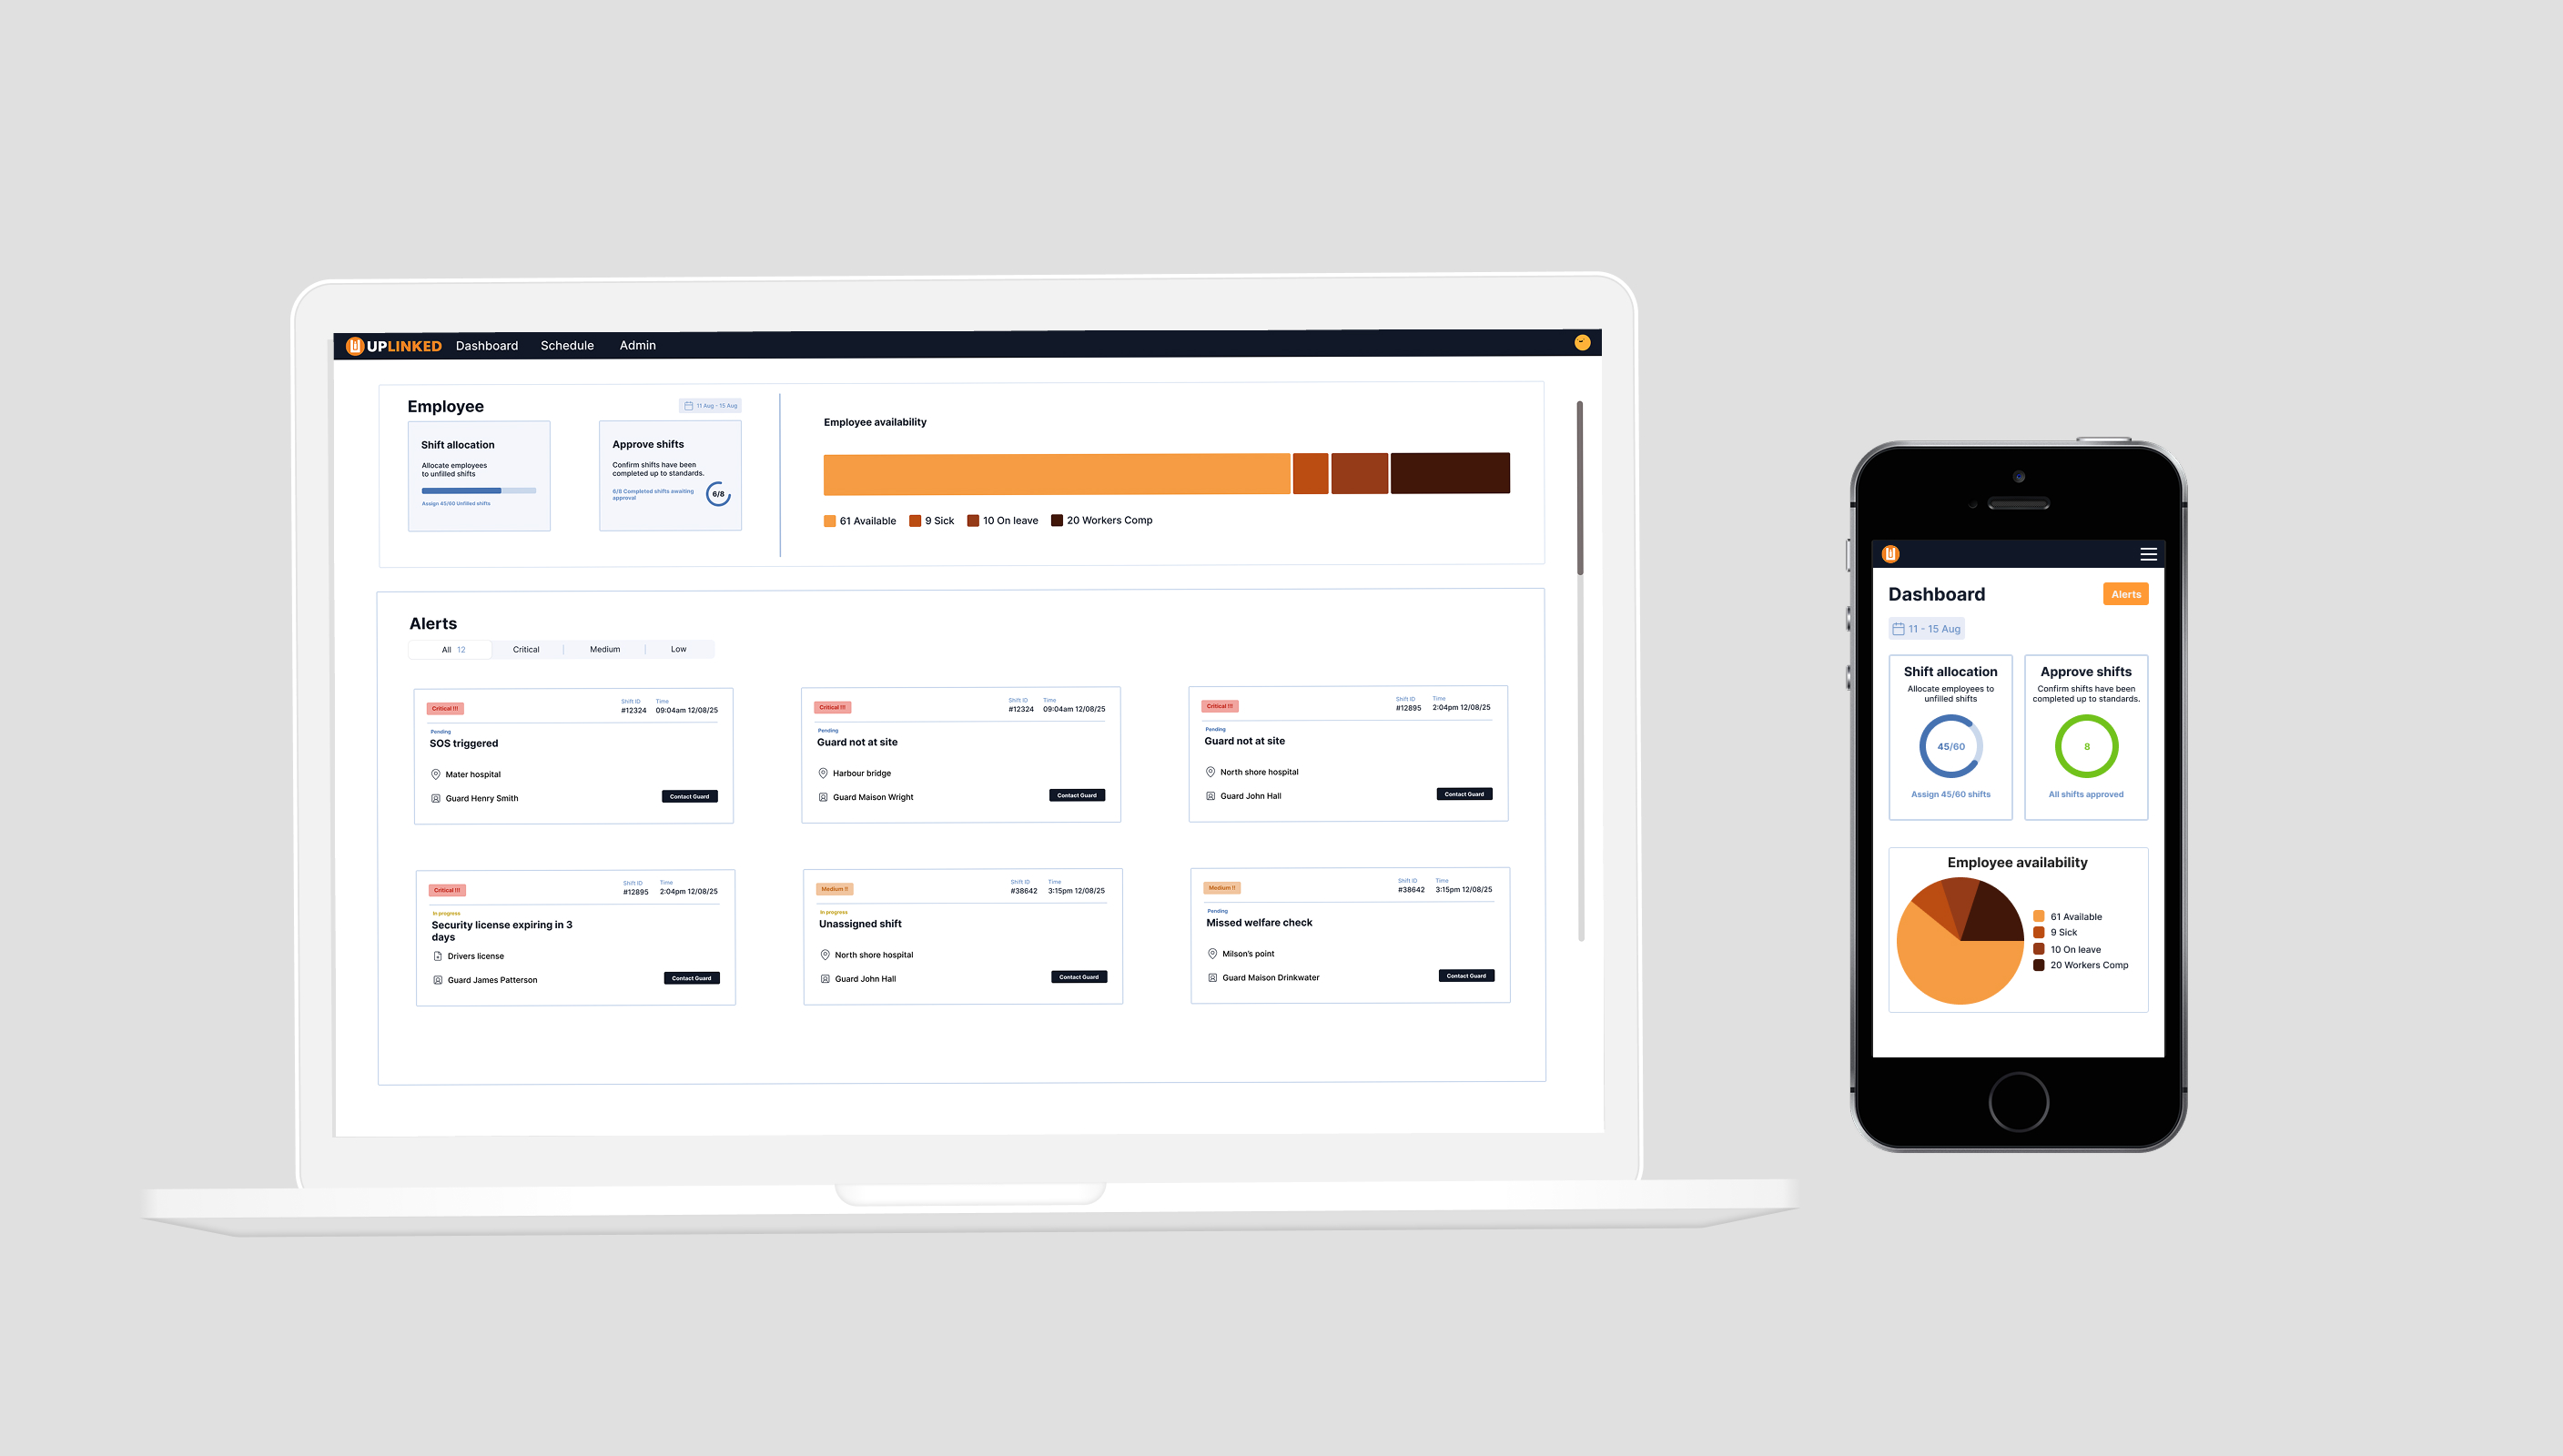 UPLINKED Dashboard Schedule Admin
Employee
11 Aug - 15 Aug
Shift allocation
Allocate employees
to unfilled shifts
Assign 45/60 Unfilled shifts
Approve shifts
Confirm shifts have been
completed up to standards.
6/8 Completed shifts awaiting
approval
6/8
Employee availability
61 Available 9 Sick 10 On leave 20 Workers Comp
Alerts
All 12 Critical Medium Low
Critical !!!
Shift ID Time
#12324 09:04am 12/08/25
Pending
SOS triggered
Mater hospital
Guard Henry Smith
Contact Guard
Critical !!!
Shift ID Time
#12324 09:04am 12/08/25
Pending
Guard not at site
Harbour bridge
Guard Maison Wright
Contact Guard
Critical !!!
Shift ID Time
#12895 2:04pm 12/08/25
Pending
Guard not at site
North shore hospital
Guard John Hall
Contact Guard
Critical !!!
Shift ID Time
#12895 2:04pm 12/08/25
In progress
Security license expiring in 3
days
Drivers license
Guard James Patterson
Contact Guard
Medium !!
Shift ID Time
#38642 3:15pm 12/08/25
In progress
Unassigned shift
North shore hospital
Guard John Hall
Contact Guard
Medium !!
Shift ID Time
#38642 3:15pm 12/08/25
Pending
Missed welfare check
Milson's point
Guard Maison Drinkwater
Contact Guard
Dashboard
Alerts
11 - 15 Aug
Shift allocation
Allocate employees to
unfilled shifts
45/60
Assign 45/60 shifts
Approve shifts
Confirm shifts have been
completed up to standards.
8
All shifts approved
Employee availability
61 Available
9 Sick
10 On leave
20 Workers Comp